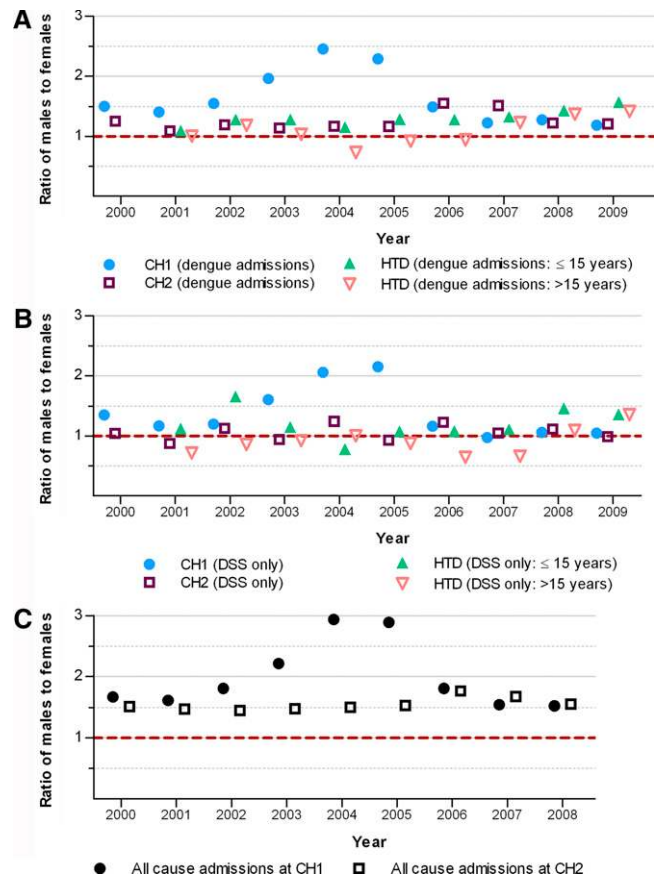 A
Ratio of males to females
3
2
1
2000 2001 2002 2003 2004 2005 2006 2007 2008 2009
Year
CH1 (dengue admissions)
HTD (dengue admissions: ≤ 15 years)
CH2 (dengue admissions)
HTD (dengue admissions: >15 years)
B
Ratio of males to females
3
2
1
2000 2001 2002 2003 2004 2005 2006 2007 2008 2009
Year
CH1 (DSS only)
HTD (DSS only: ≤ 15 years)
CH2 (DSS only)
HTD (DSS only: >15 years)
C
Ratio of males to females
3
2
1
2000 2001 2002 2003 2004 2005 2006 2007 2008
Year
All cause admissions at CH1
All cause admissions at CH2